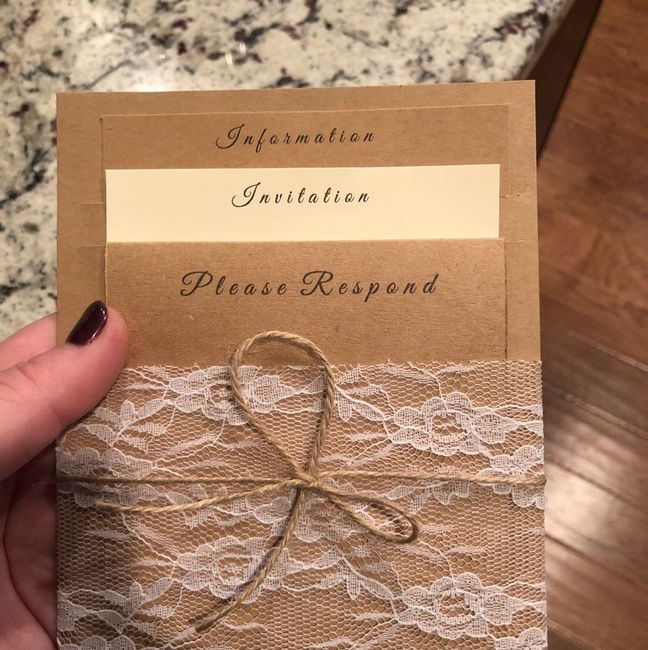 Information
Invitation
Please Respond